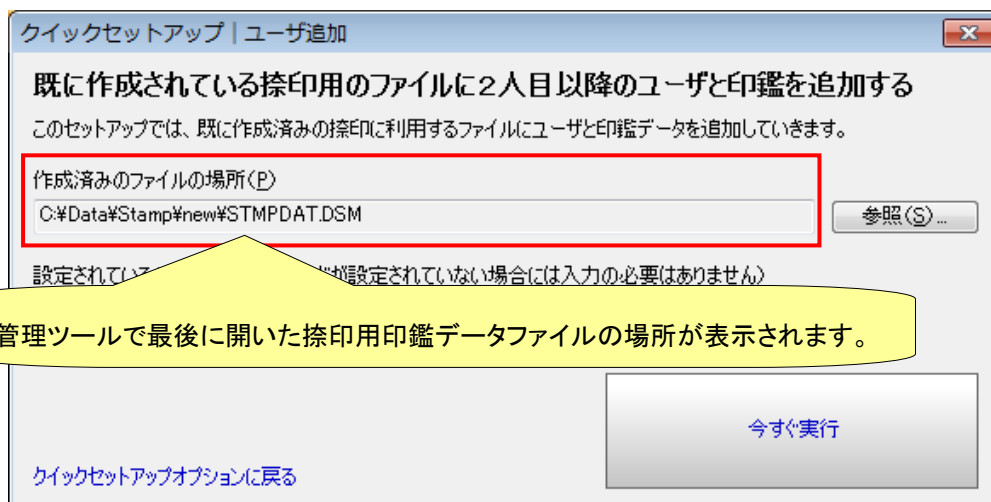 クイックセットアップ | ユーザ追加
既に作成されている捺印用のファイルに2人目以降のユーザと印鑑を追加する
このセットアップでは、既に作成済みの捺印に利用するファイルにユーザと印鑑データを追加していきます。
作成済みのファイルの場所(P)
C:¥Data¥Stamp¥new¥STMPDAT.DSM
参照(S)...
設定されてい
が設定されていない場合には入力の必要はありません)
管理ツールで最後に開いた捺印用印鑑データファイルの場所が表示されます。
今すぐ実行
クイックセットアップオプションに戻る